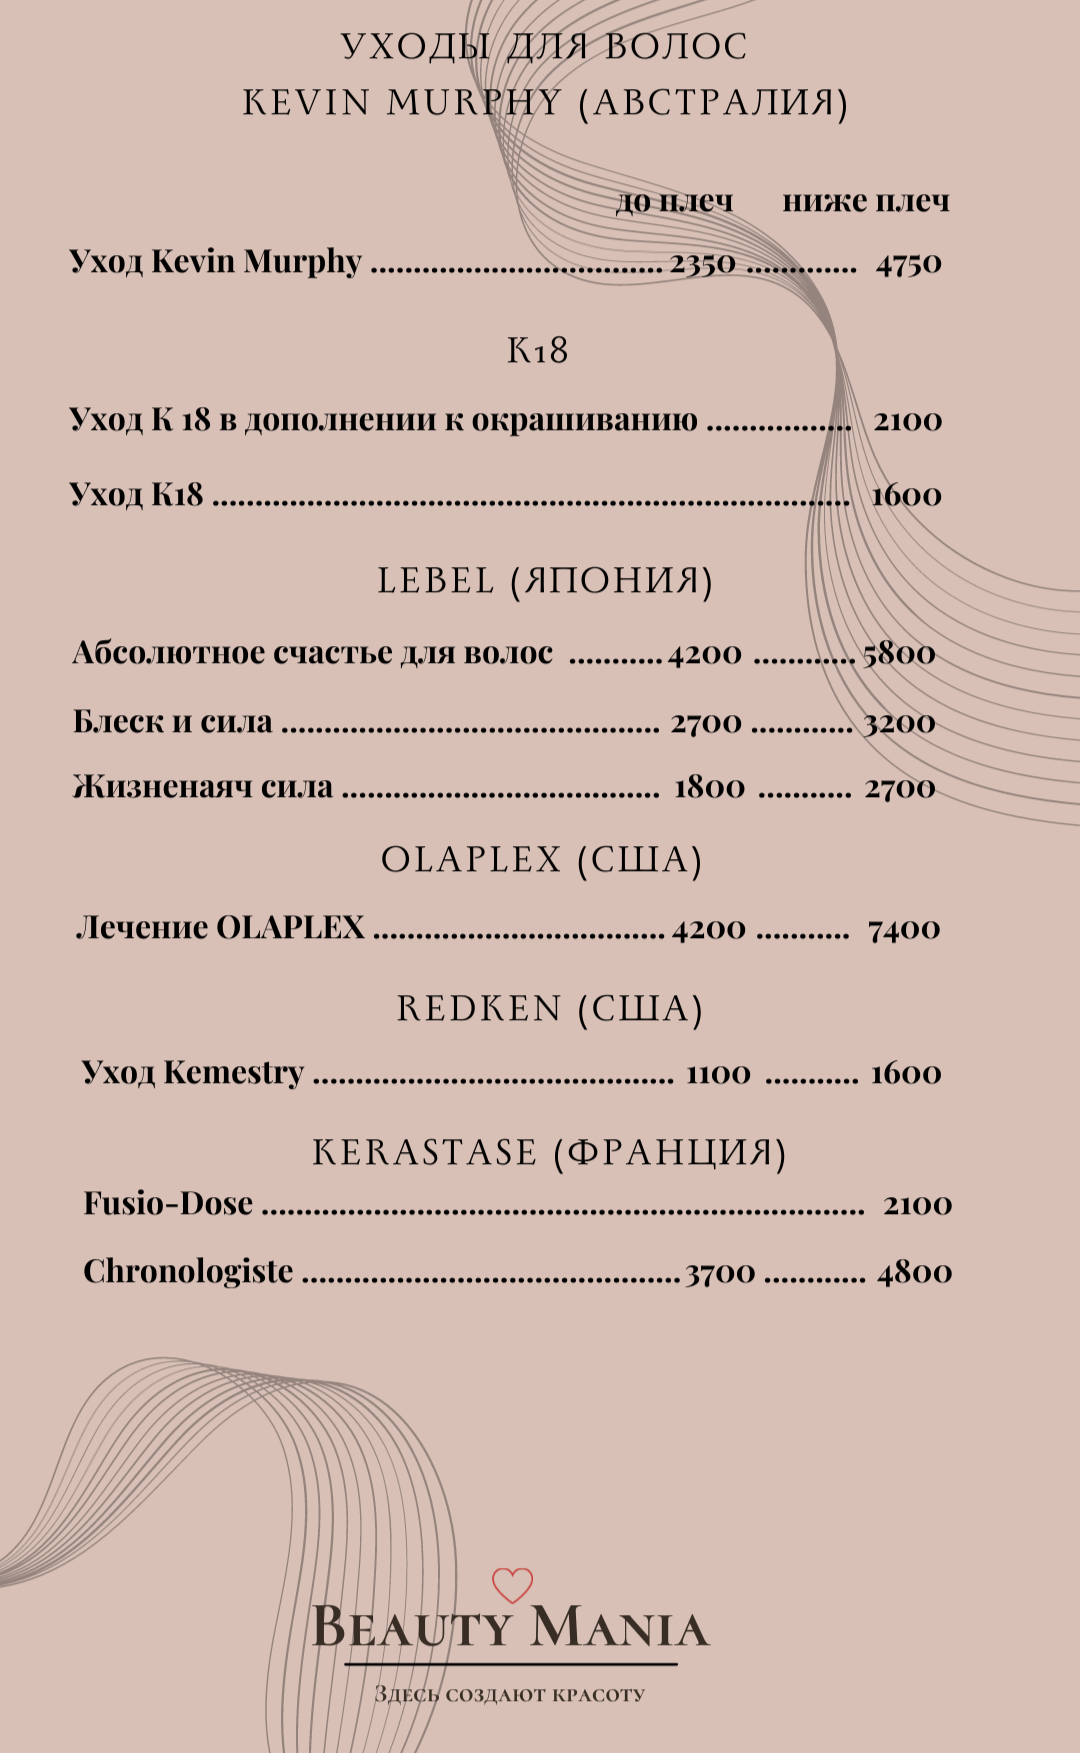 УХОДЫ ДЛЯ ВОЛОС
KEVIN MURPHY (АВСТРАЛИЯ)
до плеч ниже плеч
Уход Kevin Murphy .................................. 2350 ............. 4750
К18
Уход К 18 в дополнении к окрашиванию ................. 2100
Уход К18 .......................................................................... 1600
LEBEL (ЯПОНИЯ)
Абсолютное счастье для волос ........... 4200 ............ 5800
Блеск и сила ............................................ 2700 ............ 3200
Жизненаяч сила ..................................... 1800 ........... 2700
OLAPLEX (США)
Лечение OLAPLEX .................................. 4200 ........... 7400
REDKEN (США)
Уход Kemestry .......................................... 1100 ........... 1600
KERASTASE (ФРАНЦИЯ)
Fusio-Dose ...................................................................... 2100
Chronologiste ............................................ 3700 ............ 4800
BEAUTY MANIA
ЗДЕСЬ СОЗДАЮТ КРАСОТУ